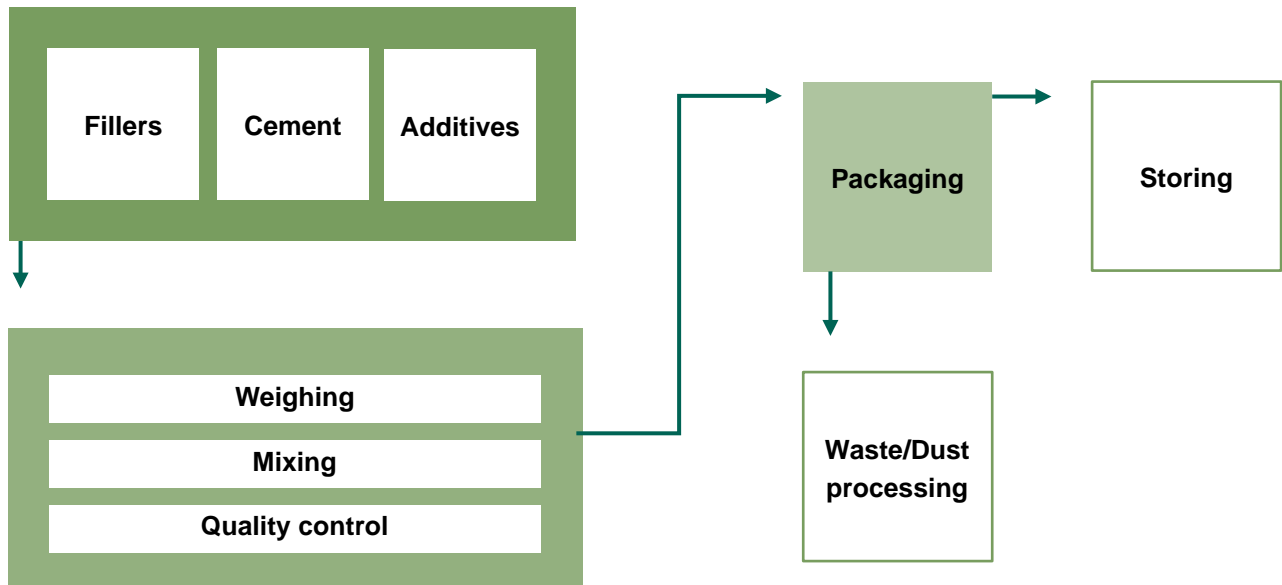 Fillers
Cement
Additives
Packaging
Storing
Weighing
Mixing
Quality control
Waste/Dust
processing